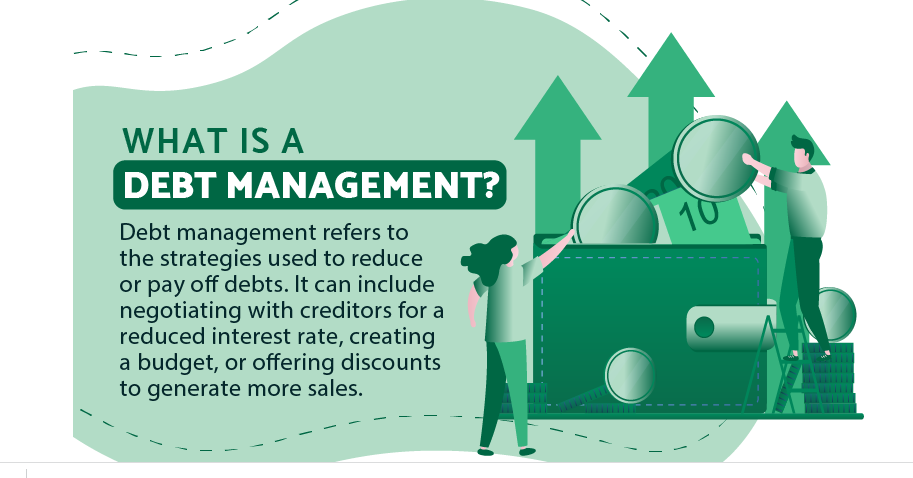 WHAT IS A
DEBT MANAGEMENT?
Debt management refers to
the strategies used to reduce
or pay off debts. It can include
negotiating with creditors for a
reduced interest rate, creating
a budget, or offering discounts
to generate more sales.
10